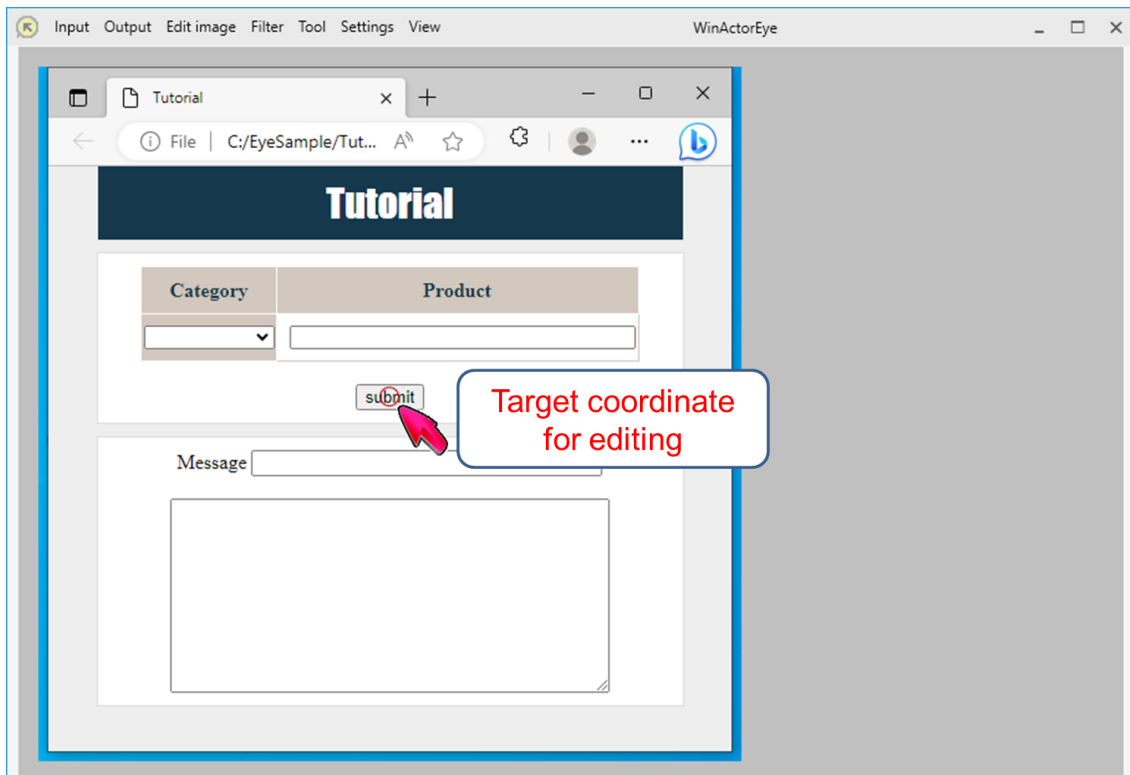 Input Output Edit image Filter Tool Settings View WinActorEye
Tutorial
File | C:/EyeSample/Tut...
Tutorial
Category Product
submit
Target coordinate
for editing
Message